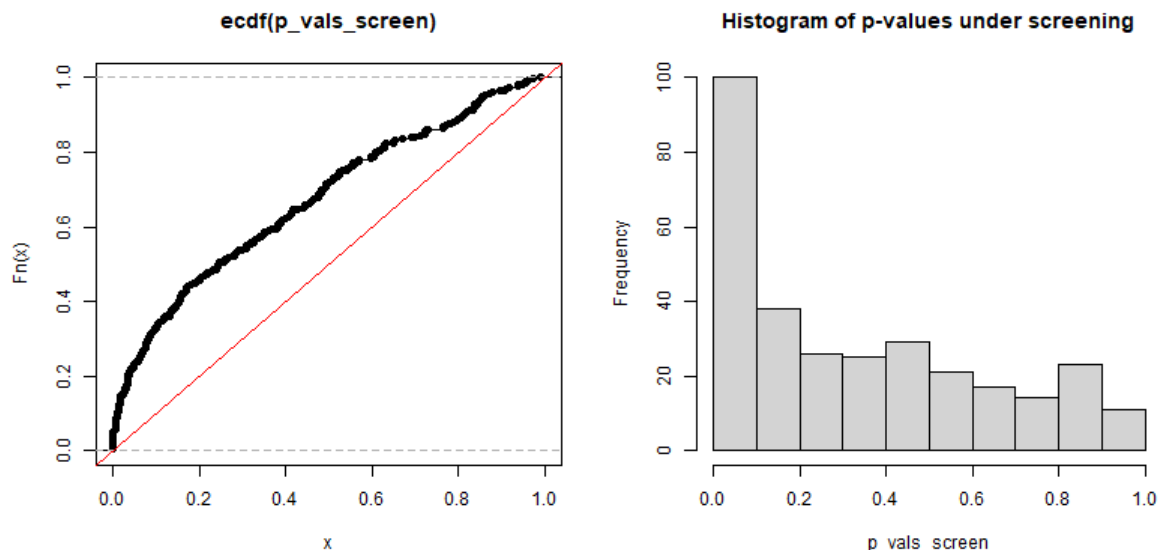 ecdf(p_vals_screen)
Fn(x)
0.0
0.2
0.4
0.6
0.8
1.0
0.0 0.2 0.4 0.6 0.8 1.0
x
Histogram of p-values under screening
Frequency
0
20
40
60
80
100
0.0 0.2 0.4 0.6 0.8 1.0
p_vals_screen